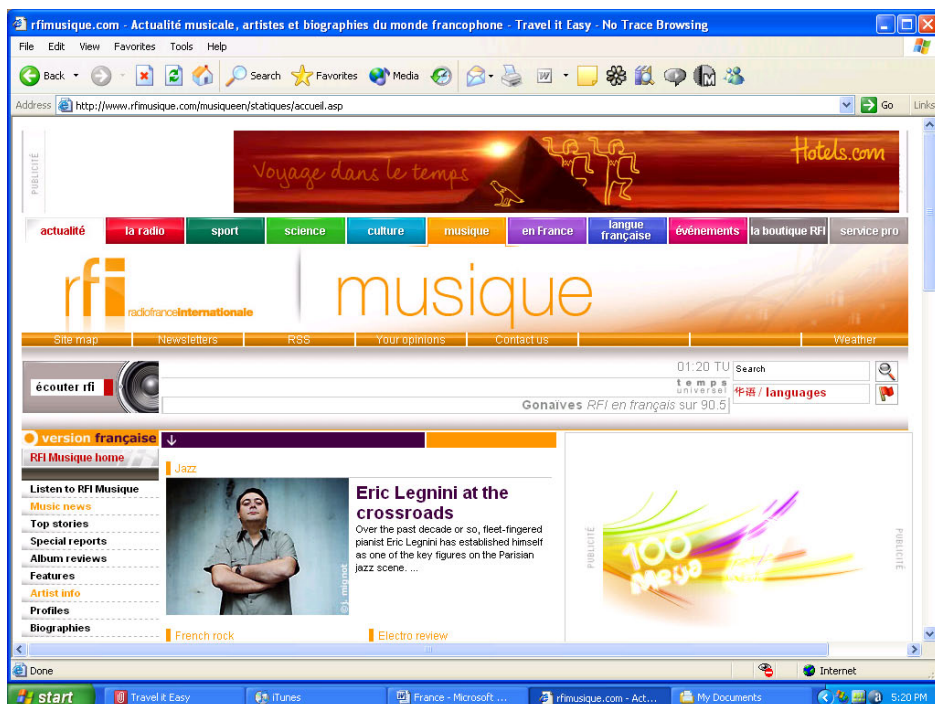 rfimusique.com - Actualité musicale, artistes et biographies du monde francophone - Travel it Easy - No Trace Browsing
File Edit View Favorites Tools Help
Back Search Favorites Media
Address http://www.rfimusique.com/musiqueen/statiques/accueil.asp Go Links
PUBLICITÉ
Voyage dans le temps
Hotels.com
actualité la radio sport science culture musique en France langue française événements la boutique RFI service pro
rfi radiofranceinternationale musique
Site map Newsletters RSS Your opinions Contact us Weather
écouter rfi
01:20 TU Search
temps universel
华语 / languages
Gonaïves RFI en français sur 90.5
version française
RFI Musique home
Listen to RFI Musique
Music news
Top stories
Special reports
Album reviews
Features
Artist info
Profiles
Biographies
Jazz
© j. mignot
Eric Legnini at the
crossroads
Over the past decade or so, fleet-fingered
pianist Eric Legnini has established himself
as one of the key figures on the Parisian
jazz scene. ...
French rock
Electro review
PUBLICITÉ
100
Mega
PUBLICITÉ
Done Internet
start Travel it Easy iTunes France - Microsoft ... rfimusique.com - Act... My Documents 5:20 PM